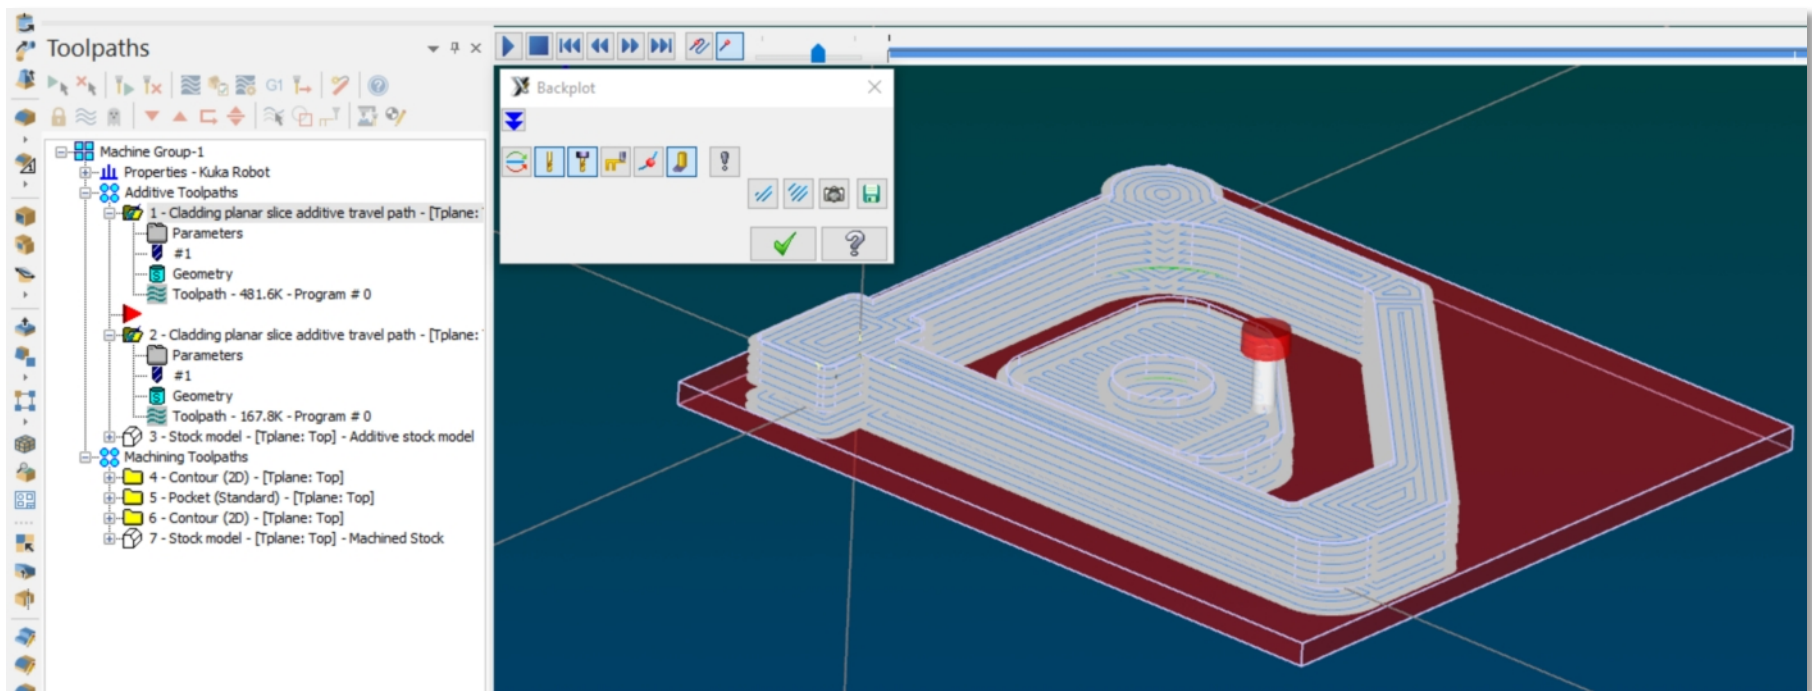 Toolpaths
Backplot
G1
Machine Group-1
Properties - Kuka Robot
Additive Toolpaths
1 - Cladding planar slice additive travel path - [Tplane:
Parameters
#1
Geometry
Toolpath - 481.6K - Program # 0
2 - Cladding planar slice additive travel path - [Tplane:
Parameters
#1
Geometry
Toolpath - 167.8K - Program # 0
3 - Stock model - [Tplane: Top] - Additive stock model
Machining Toolpaths
4 - Contour (2D) - [Tplane: Top]
5 - Pocket (Standard) - [Tplane: Top]
6 - Contour (2D) - [Tplane: Top]
7 - Stock model - [Tplane: Top] - Machined Stock